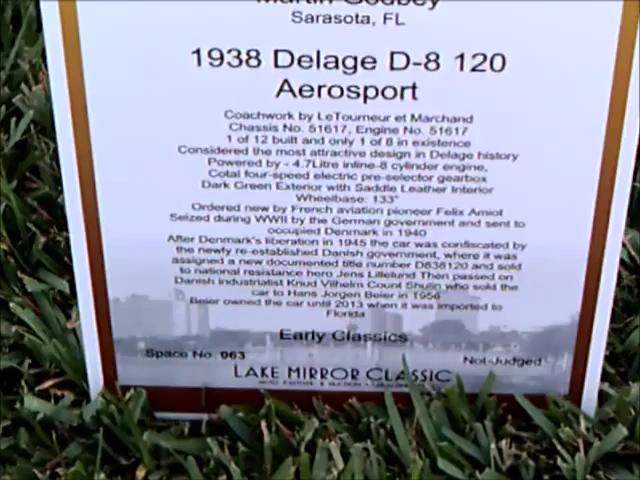 Martin Godbey
Sarasota, FL
1938 Delage D-8 120
Aerosport
Coachwork by LeTourneur et Marchand
Chassis No. 51617, Engine No. 51617
1 of 12 built and only 1 of 8 in existence
Considered the most attractive design in Delage history
Powered by - 4.7Litre inline-8 cylinder engine,
Cotal four-speed electric pre-selector gearbox
Dark Green Exterior with Saddle Leather Interior
Wheelbase: 133"
Ordered new by French aviation pioneer Felix Amiot
Seized during WWII by the German government and sent to
occupied Denmark in 1940
After Denmark's liberation in 1945 the car was confiscated by
the newly re-established Danish government, where it was
assigned a new documented title number D838120 and sold
to national resistance hero Jens Lillelund Then passed on
Danish industrialist Knud Vilhelm Count Shulin who sold the
car to Hans Jorgen Beier in 1956
Beier owned the car until 2013 when it was imported to
Florida
Early Classics
Space No. 063
Not-Judged
LAKE MIRROR CLASSIC